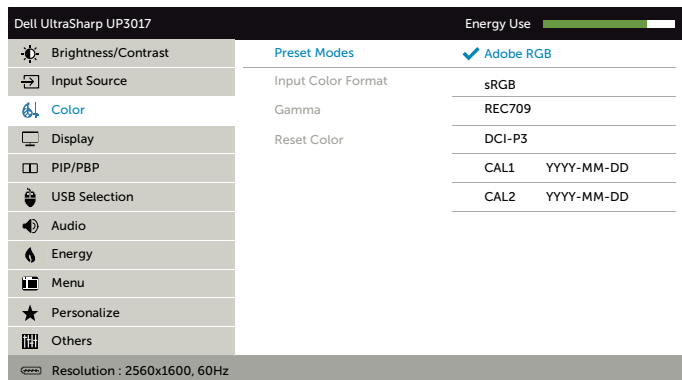 Dell UltraSharp UP3017 Energy Use
Brightness/Contrast Preset Modes Adobe RGB
Input Source Input Color Format sRGB
Color Gamma REC709
Display Reset Color DCI-P3
PIP/PBP CAL1 YYYY-MM-DD
USB Selection CAL2 YYYY-MM-DD
Audio
Energy
Menu
Personalize
Others
Resolution : 2560x1600, 60Hz